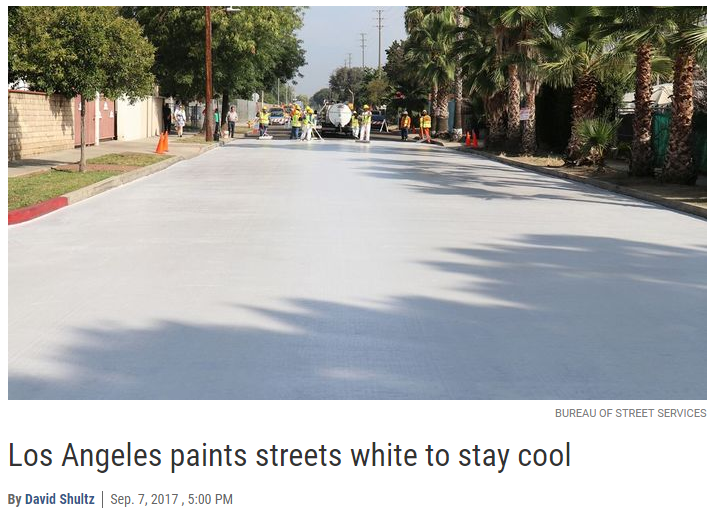 BUREAU OF STREET SERVICES
Los Angeles paints streets white to stay cool
By David Shultz | Sep. 7, 2017 , 5:00 PM